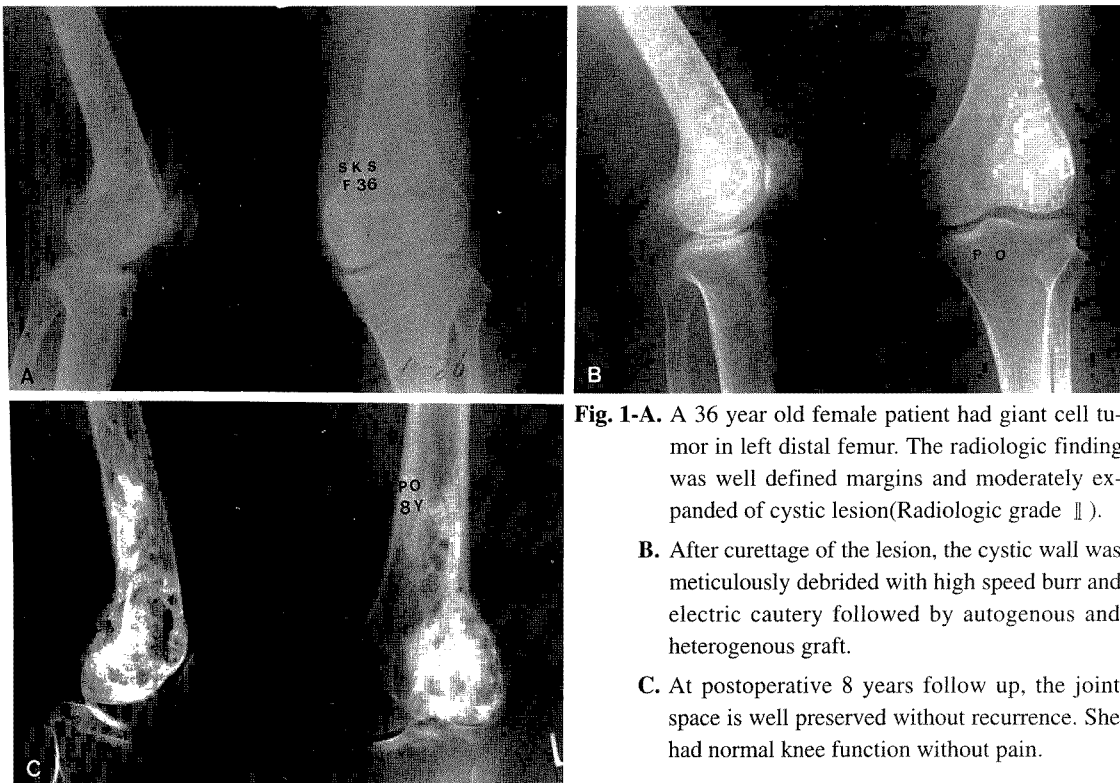 S K S
F 36
A
P O
B
PO
8Y
C
Fig. 1-A. A 36 year old female patient had giant cell tu-
mor in left distal femur. The radiologic finding
was well defined margins and moderately ex-
panded of cystic lesion(Radiologic grade Ⅱ).
B. After curettage of the lesion, the cystic wall was
meticulously debrided with high speed burr and
electric cautery followed by autogenous and
heterogenous graft.
C. At postoperative 8 years follow up, the joint
space is well preserved without recurrence. She
had normal knee function without pain.